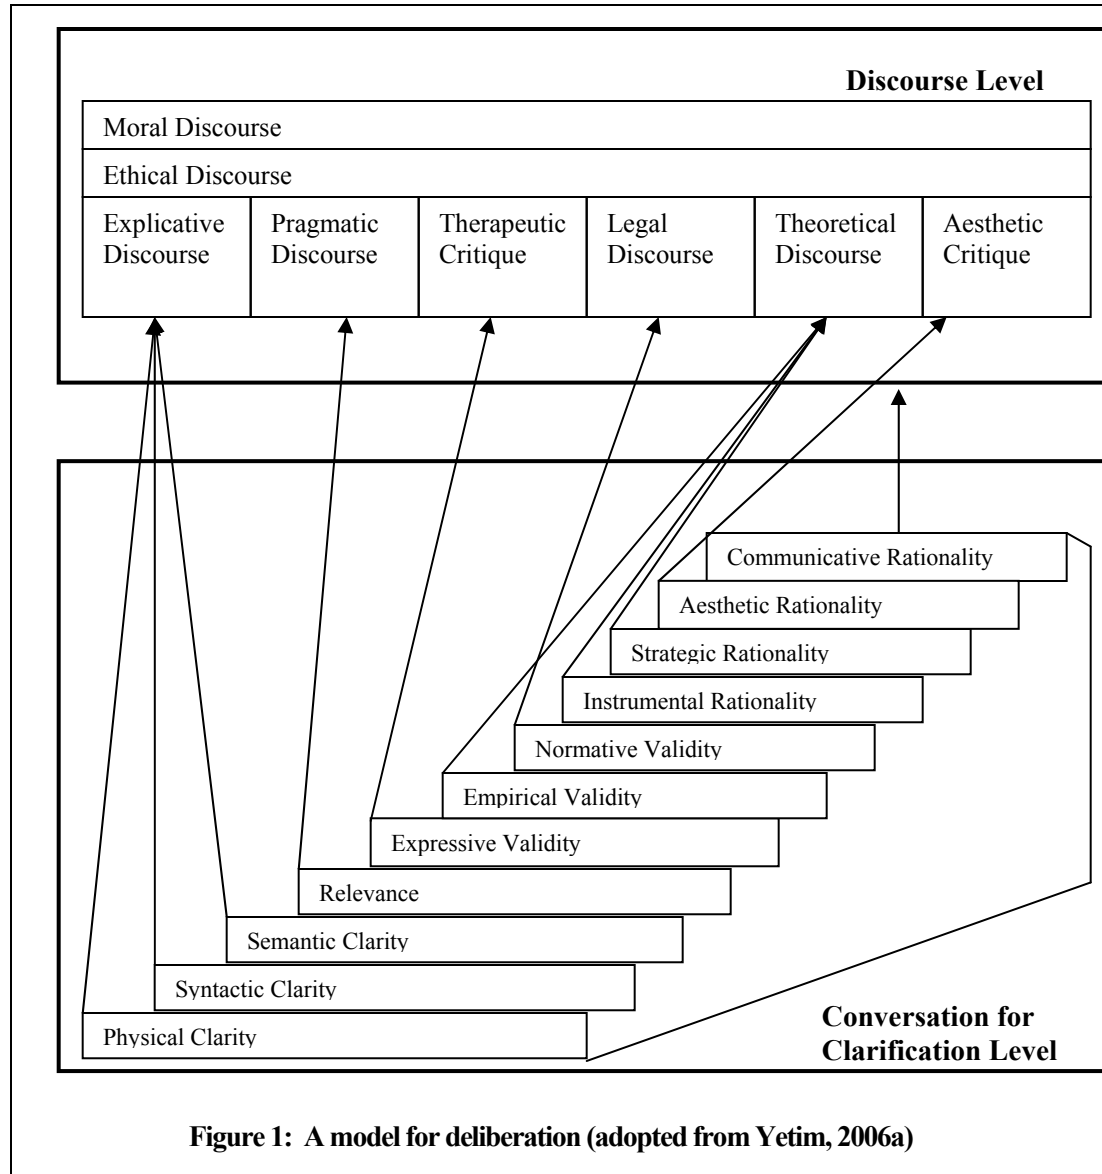 Discourse Level
Moral Discourse
Ethical Discourse
Explicative
Discourse
Pragmatic
Discourse
Therapeutic
Critique
Legal
Discourse
Theoretical
Discourse
Aesthetic
Critique
Communicative Rationality
Aesthetic Rationality
Strategic Rationality
Instrumental Rationality
Normative Validity
Empirical Validity
Expressive Validity
Relevance
Semantic Clarity
Syntactic Clarity
Physical Clarity
Conversation for
Clarification Level
Figure 1: A model for deliberation (adopted from Yetim, 2006a)